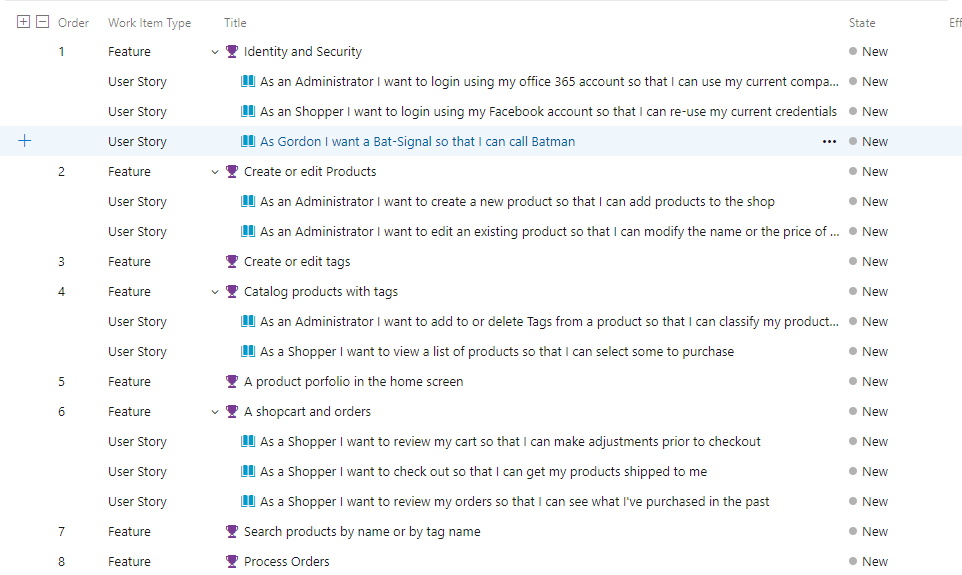 Order Work Item Type Title State Eff
1 Feature Identity and Security New
User Story As an Administrator I want to login using my office 365 account so that I can use my current compa... New
User Story As an Shopper I want to login using my Facebook account so that I can re-use my current credentials New
User Story As Gordon I want a Bat-Signal so that I can call Batman ... New
2 Feature Create or edit Products New
User Story As an Administrator I want to create a new product so that I can add products to the shop New
User Story As an Administrator I want to edit an existing product so that I can modify the name or the price of ... New
3 Feature Create or edit tags New
4 Feature Catalog products with tags New
User Story As an Administrator I want to add to or delete Tags from a product so that I can classify my product... New
User Story As a Shopper I want to view a list of products so that I can select some to purchase New
5 Feature A product porfolio in the home screen New
6 Feature A shopcart and orders New
User Story As a Shopper I want to review my cart so that I can make adjustments prior to checkout New
User Story As a Shopper I want to check out so that I can get my products shipped to me New
User Story As a Shopper I want to review my orders so that I can see what I've purchased in the past New
7 Feature Search products by name or by tag name New
8 Feature Process Orders New